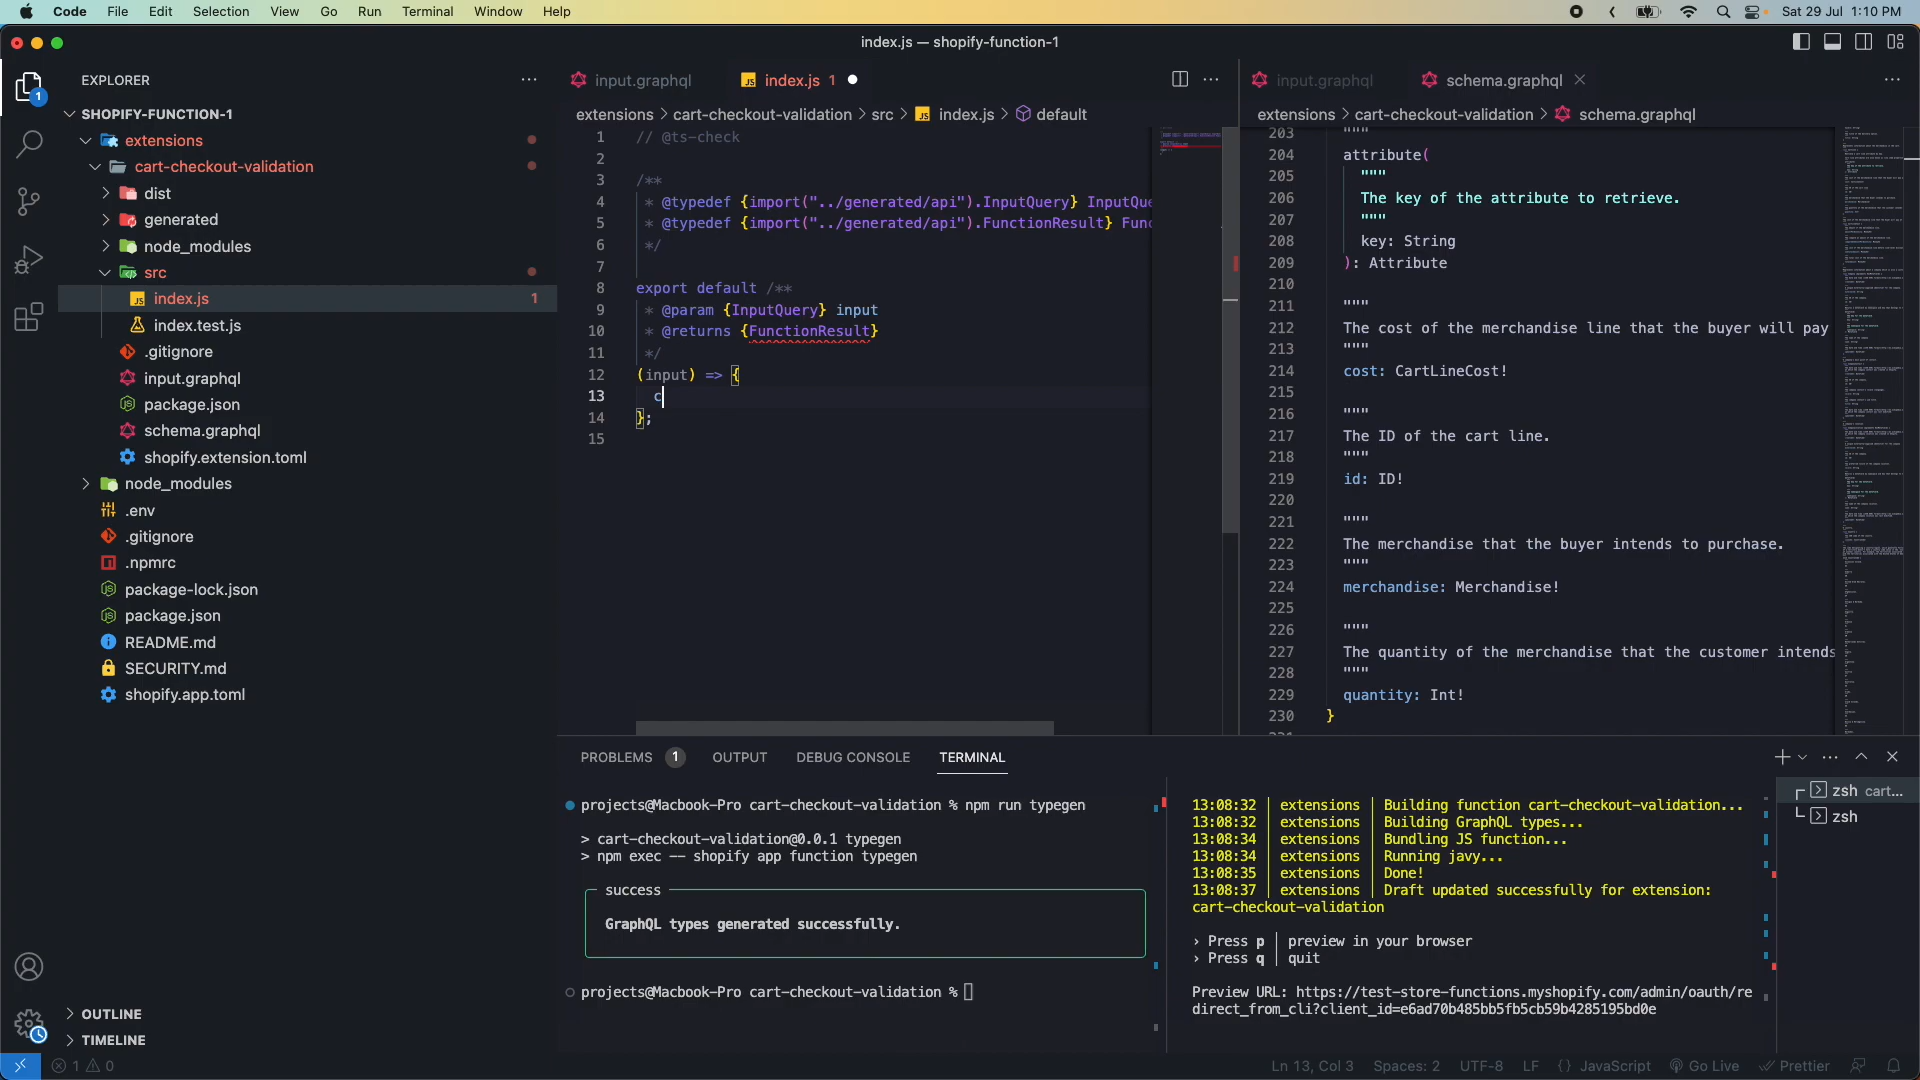 Code File Edit Selection View Go Run Terminal Window Help
Sat 29 Jul 1:10 PM
index.js — shopify-function-1
EXPLORER
1
SHOPIFY-FUNCTION-1
extensions
cart-checkout-validation
dist
generated
node_modules
src
index.js 1
index.test.js
.gitignore
input.graphql
package.json
schema.graphql
shopify.extension.toml
node_modules
.env
.gitignore
.npmrc
package-lock.json
package.json
README.md
SECURITY.md
shopify.app.toml
OUTLINE
TIMELINE
input.graphql
index.js 1
extensions > cart-checkout-validation > src > index.js > default
1 // @ts-check
2
3 /**
4 * @typedef {import("../generated/api").InputQuery} InputQue
5 * @typedef {import("../generated/api").FunctionResult} Func
6 */
7
8 export default /**
9 * @param {InputQuery} input
10 * @returns {FunctionResult}
11 */
12 (input) => {
13 c
14 };
15
input.graphql
schema.graphql
extensions > cart-checkout-validation > schema.graphql
203 """
204 attribute(
205 """
206 The key of the attribute to retrieve.
207 """
208 key: String
209 ): Attribute
210
211 """
212 The cost of the merchandise line that the buyer will pay
213 """
214 cost: CartLineCost!
215
216 """
217 The ID of the cart line.
218 """
219 id: ID!
220
221 """
222 The merchandise that the buyer intends to purchase.
223 """
224 merchandise: Merchandise!
225
226 """
227 The quantity of the merchandise that the customer intends
228 """
229 quantity: Int!
230 }
PROBLEMS 1 OUTPUT DEBUG CONSOLE TERMINAL
projects@Macbook-Pro cart-checkout-validation % npm run typegen
> cart-checkout-validation@0.0.1 typegen
> npm exec -- shopify app function typegen
success
GraphQL types generated successfully.
projects@Macbook-Pro cart-checkout-validation %
13:08:32 | extensions | Building function cart-checkout-validation...
13:08:32 | extensions | Building GraphQL types...
13:08:34 | extensions | Bundling JS function...
13:08:34 | extensions | Running javy...
13:08:35 | extensions | Done!
13:08:37 | extensions | Draft updated successfully for extension:
cart-checkout-validation
› Press p | preview in your browser
› Press q | quit
Preview URL: https://test-store-functions.myshopify.com/admin/oauth/re
direct_from_cli?client_id=e6ad70b485bb5fb5cb59b4285195bd0e
zsh cart...
zsh
1 0
Ln 13, Col 3 Spaces: 2 UTF-8 LF {} JavaScript Go Live Prettier